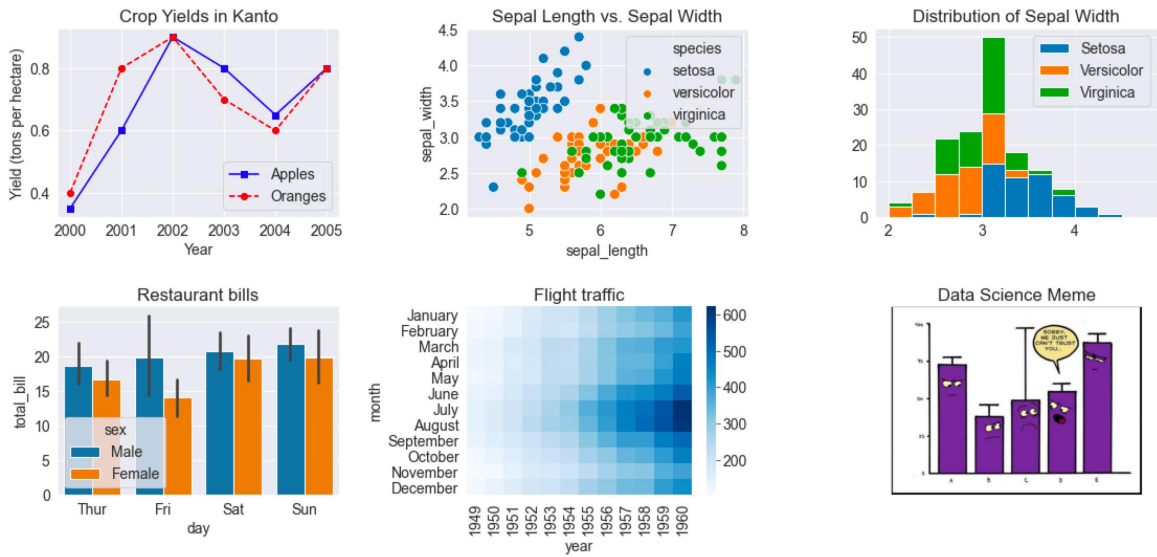 Crop Yields in Kanto
Yield (tons per hectare)
0.8
0.6
0.4
2000 2001 2002 2003 2004 2005
Year
Apples
Oranges
Sepal Length vs. Sepal Width
sepal_width
4.5
4.0
3.5
3.0
2.5
2.0
5 6 7 8
sepal_length
species
setosa
versicolor
virginica
Distribution of Sepal Width
50
40
30
20
10
0
2 3 4
Setosa
Versicolor
Virginica
Restaurant bills
total_bill
25
20
15
10
5
0
Thur Fri Sat Sun
day
sex
Male
Female
Flight traffic
month
January
February
March
April
May
June
July
August
September
October
November
December
1949 1950 1951 1952 1953 1954 1955 1956 1957 1958 1959 1960
year
600
500
400
300
200
Data Science Meme
SORRY,
WE JUST
CAN'T TRUST
YOU...
A B C D E